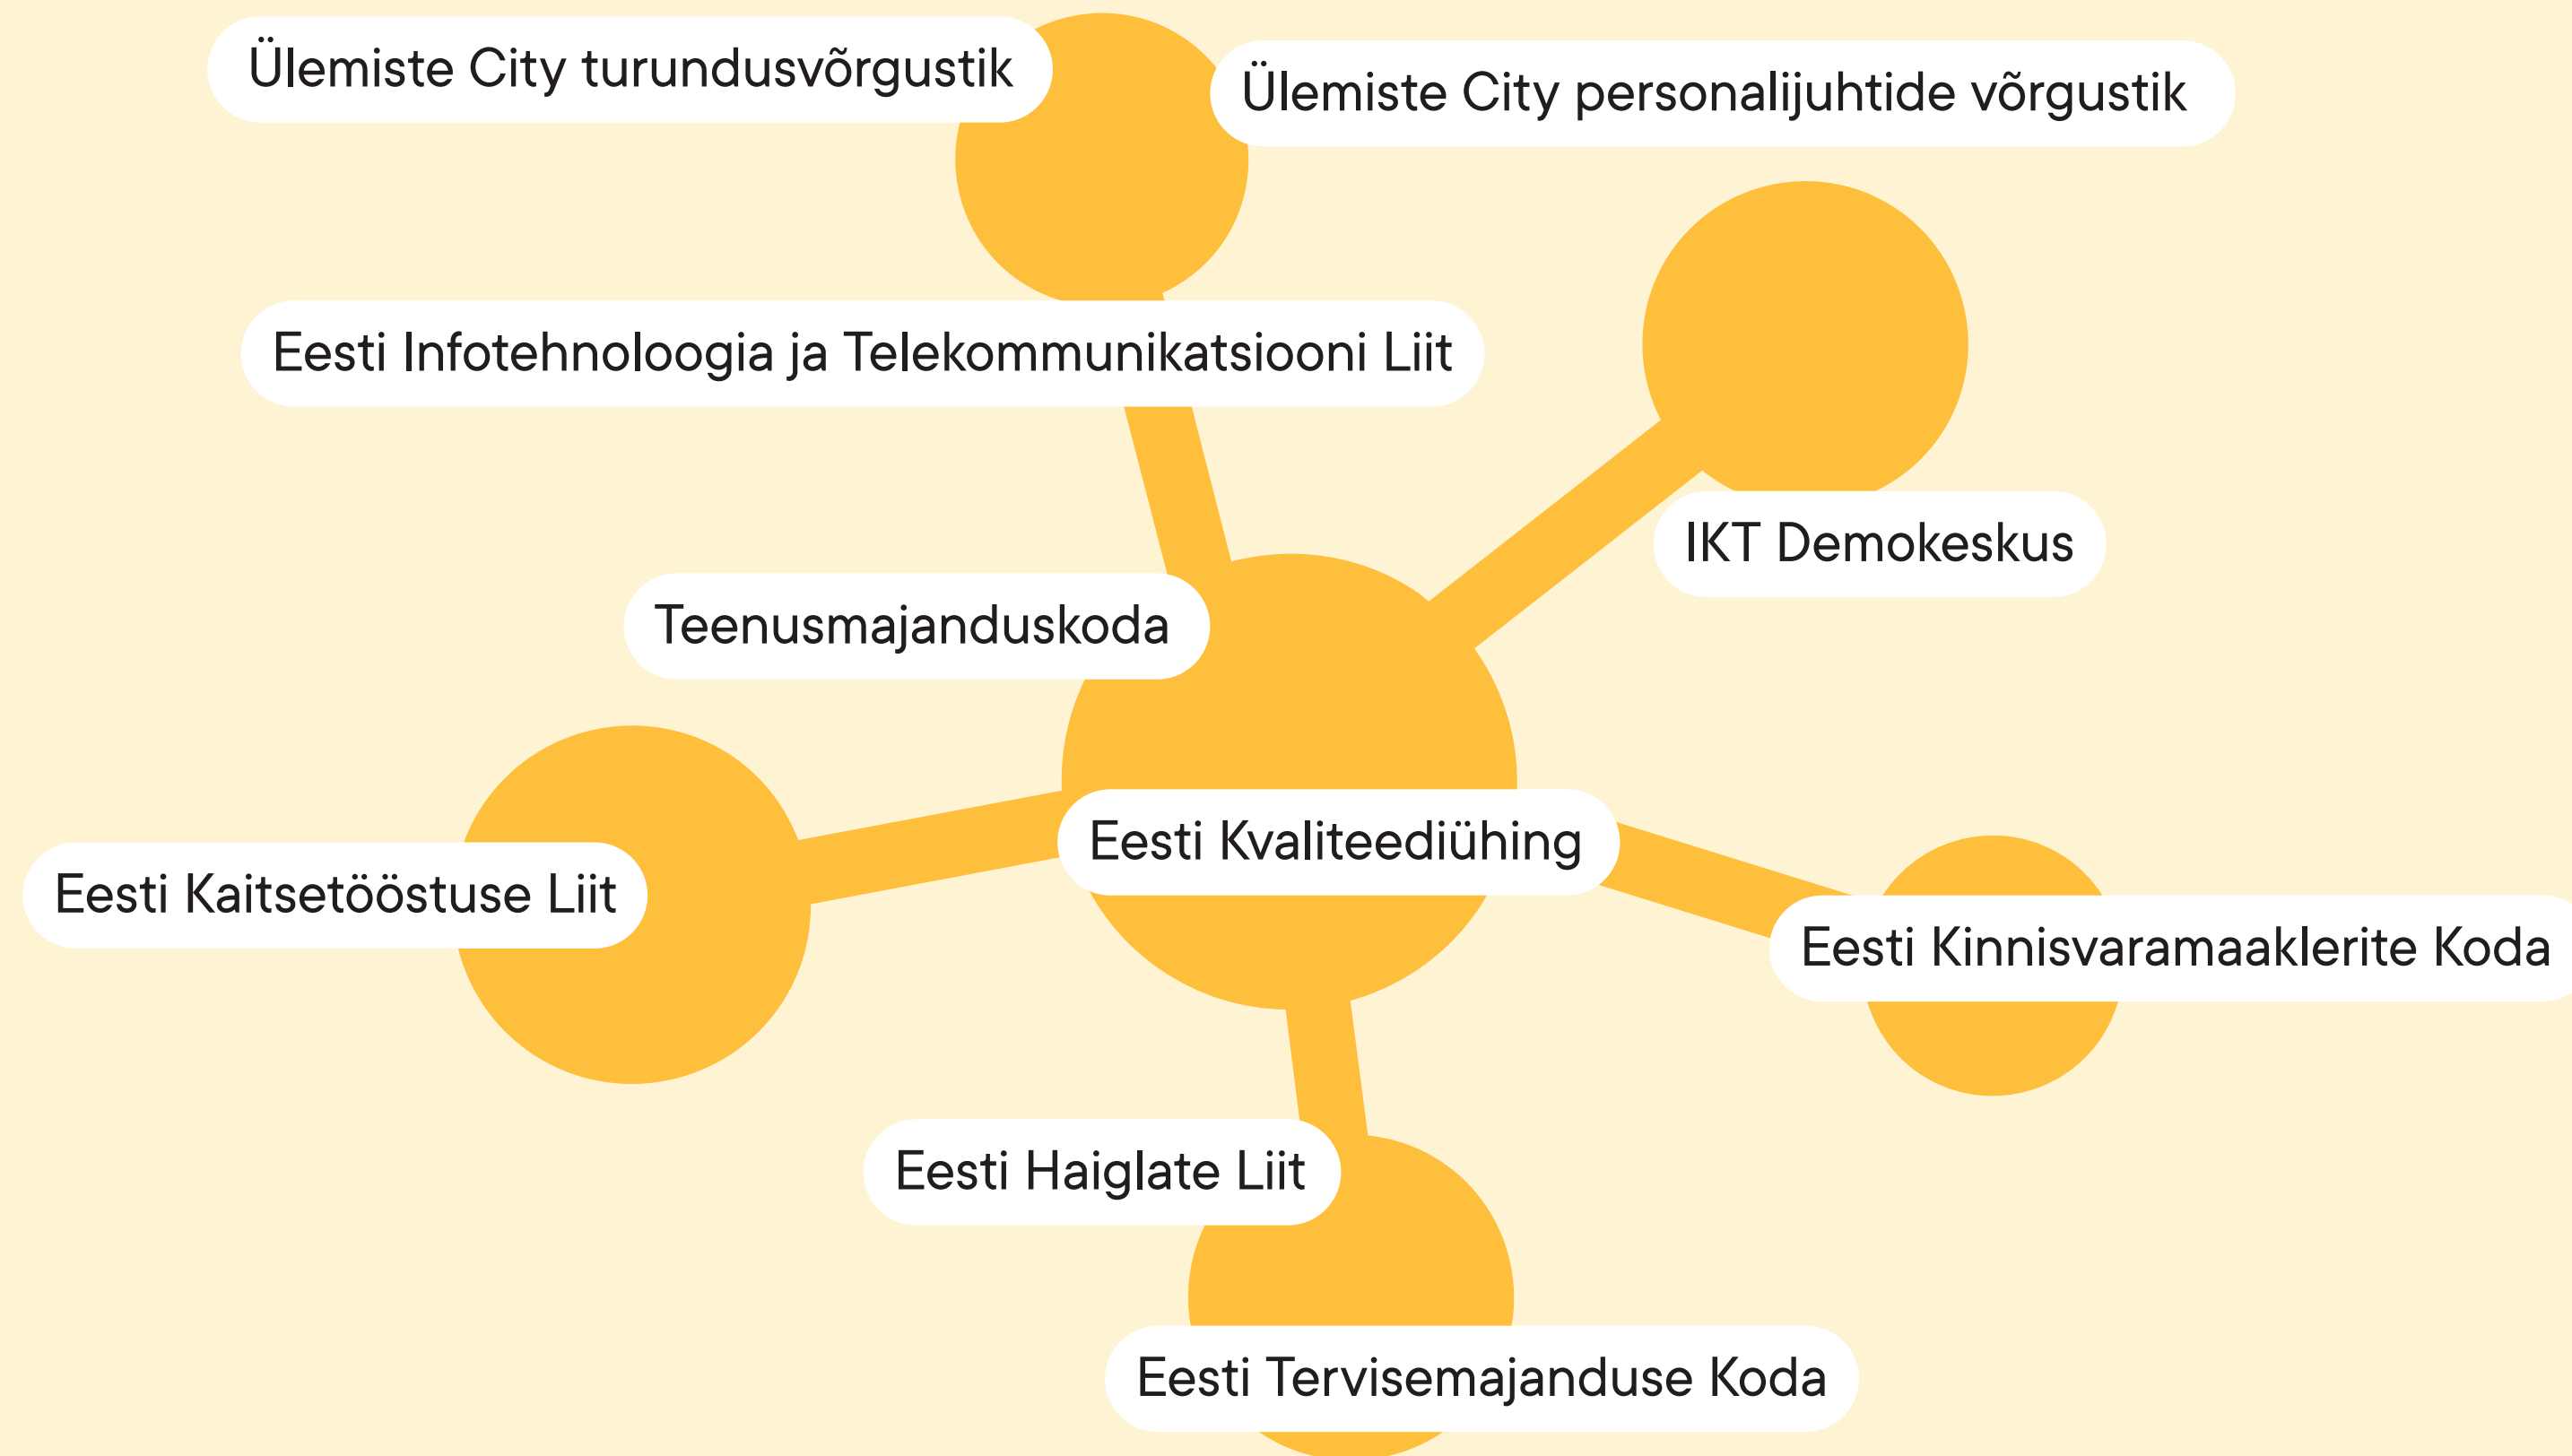 Ülemiste City turundusvõrgustik
Ülemiste City personalijuhtide võrgustik
Eesti Infotehnoloogia ja Telekommunikatsiooni Liit
IKT Demokeskus
Teenusmajanduskoda
Eesti Kvaliteediühing
Eesti Kaitsetööstuse Liit
Eesti Kinnisvaramaaklerite Koda
Eesti Haiglate Liit
Eesti Tervisemajanduse Koda